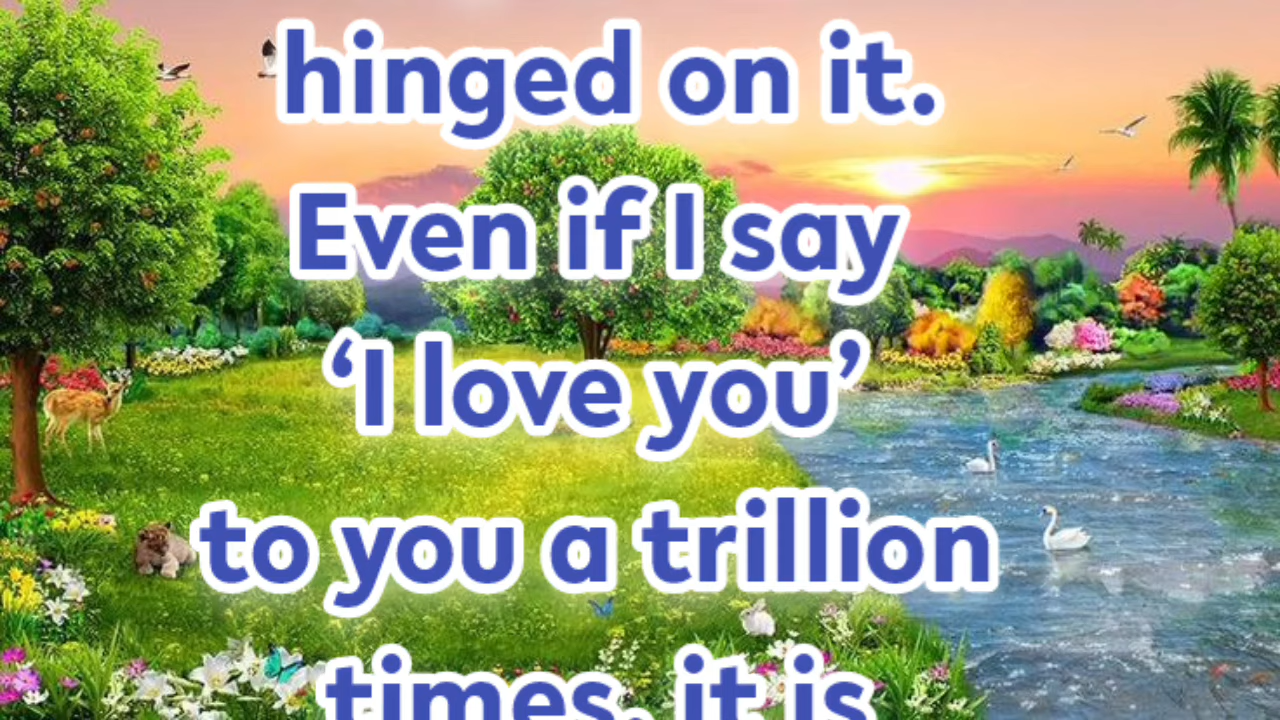 hinged on it.
Even if I say
‘I love you’
to you a trillion
times, it is